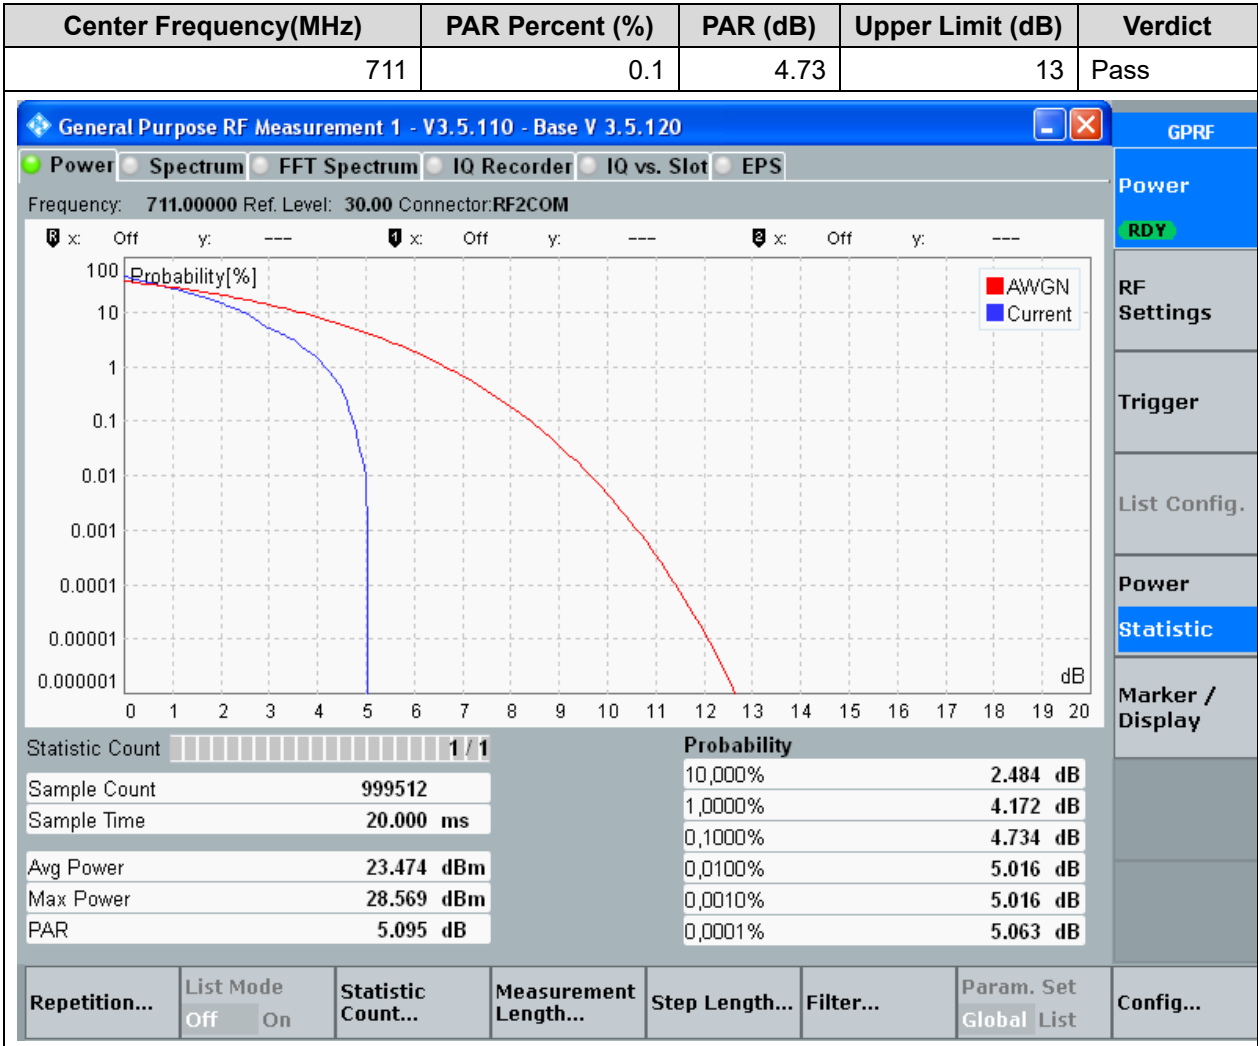 Center Frequency(MHz) PAR Percent (%) PAR (dB) Upper Limit (dB) Verdict
711 0.1 4.73 13 Pass
General Purpose RF Measurement 1 - V3.5.110 - Base V 3.5.120
GPRF
Power Spectrum FFT Spectrum IQ Recorder IQ vs. Slot EPS
Power
RDY
Frequency: 711.00000 Ref. Level: 30.00 Connector:RF2COM
R x: Off y: --- 1 x: Off y: --- 2 x: Off y: ---
Probability[%]
AWGN
Current
100
10
1
0.1
0.01
0.001
0.0001
0.00001
0.000001
dB
0 1 2 3 4 5 6 7 8 9 10 11 12 13 14 15 16 17 18 19 20
RF
Settings
Trigger
List Config.
Power
Statistic
Marker /
Display
Statistic Count 1 / 1
Sample Count 999512
Sample Time 20.000 ms
Avg Power 23.474 dBm
Max Power 28.569 dBm
PAR 5.095 dB
Probability
10,000% 2.484 dB
1,0000% 4.172 dB
0,1000% 4.734 dB
0,0100% 5.016 dB
0,0010% 5.016 dB
0,0001% 5.063 dB
Repetition...
List Mode
Off On
Statistic
Count...
Measurement
Length...
Step Length...
Filter...
Param. Set
Global List
Config...